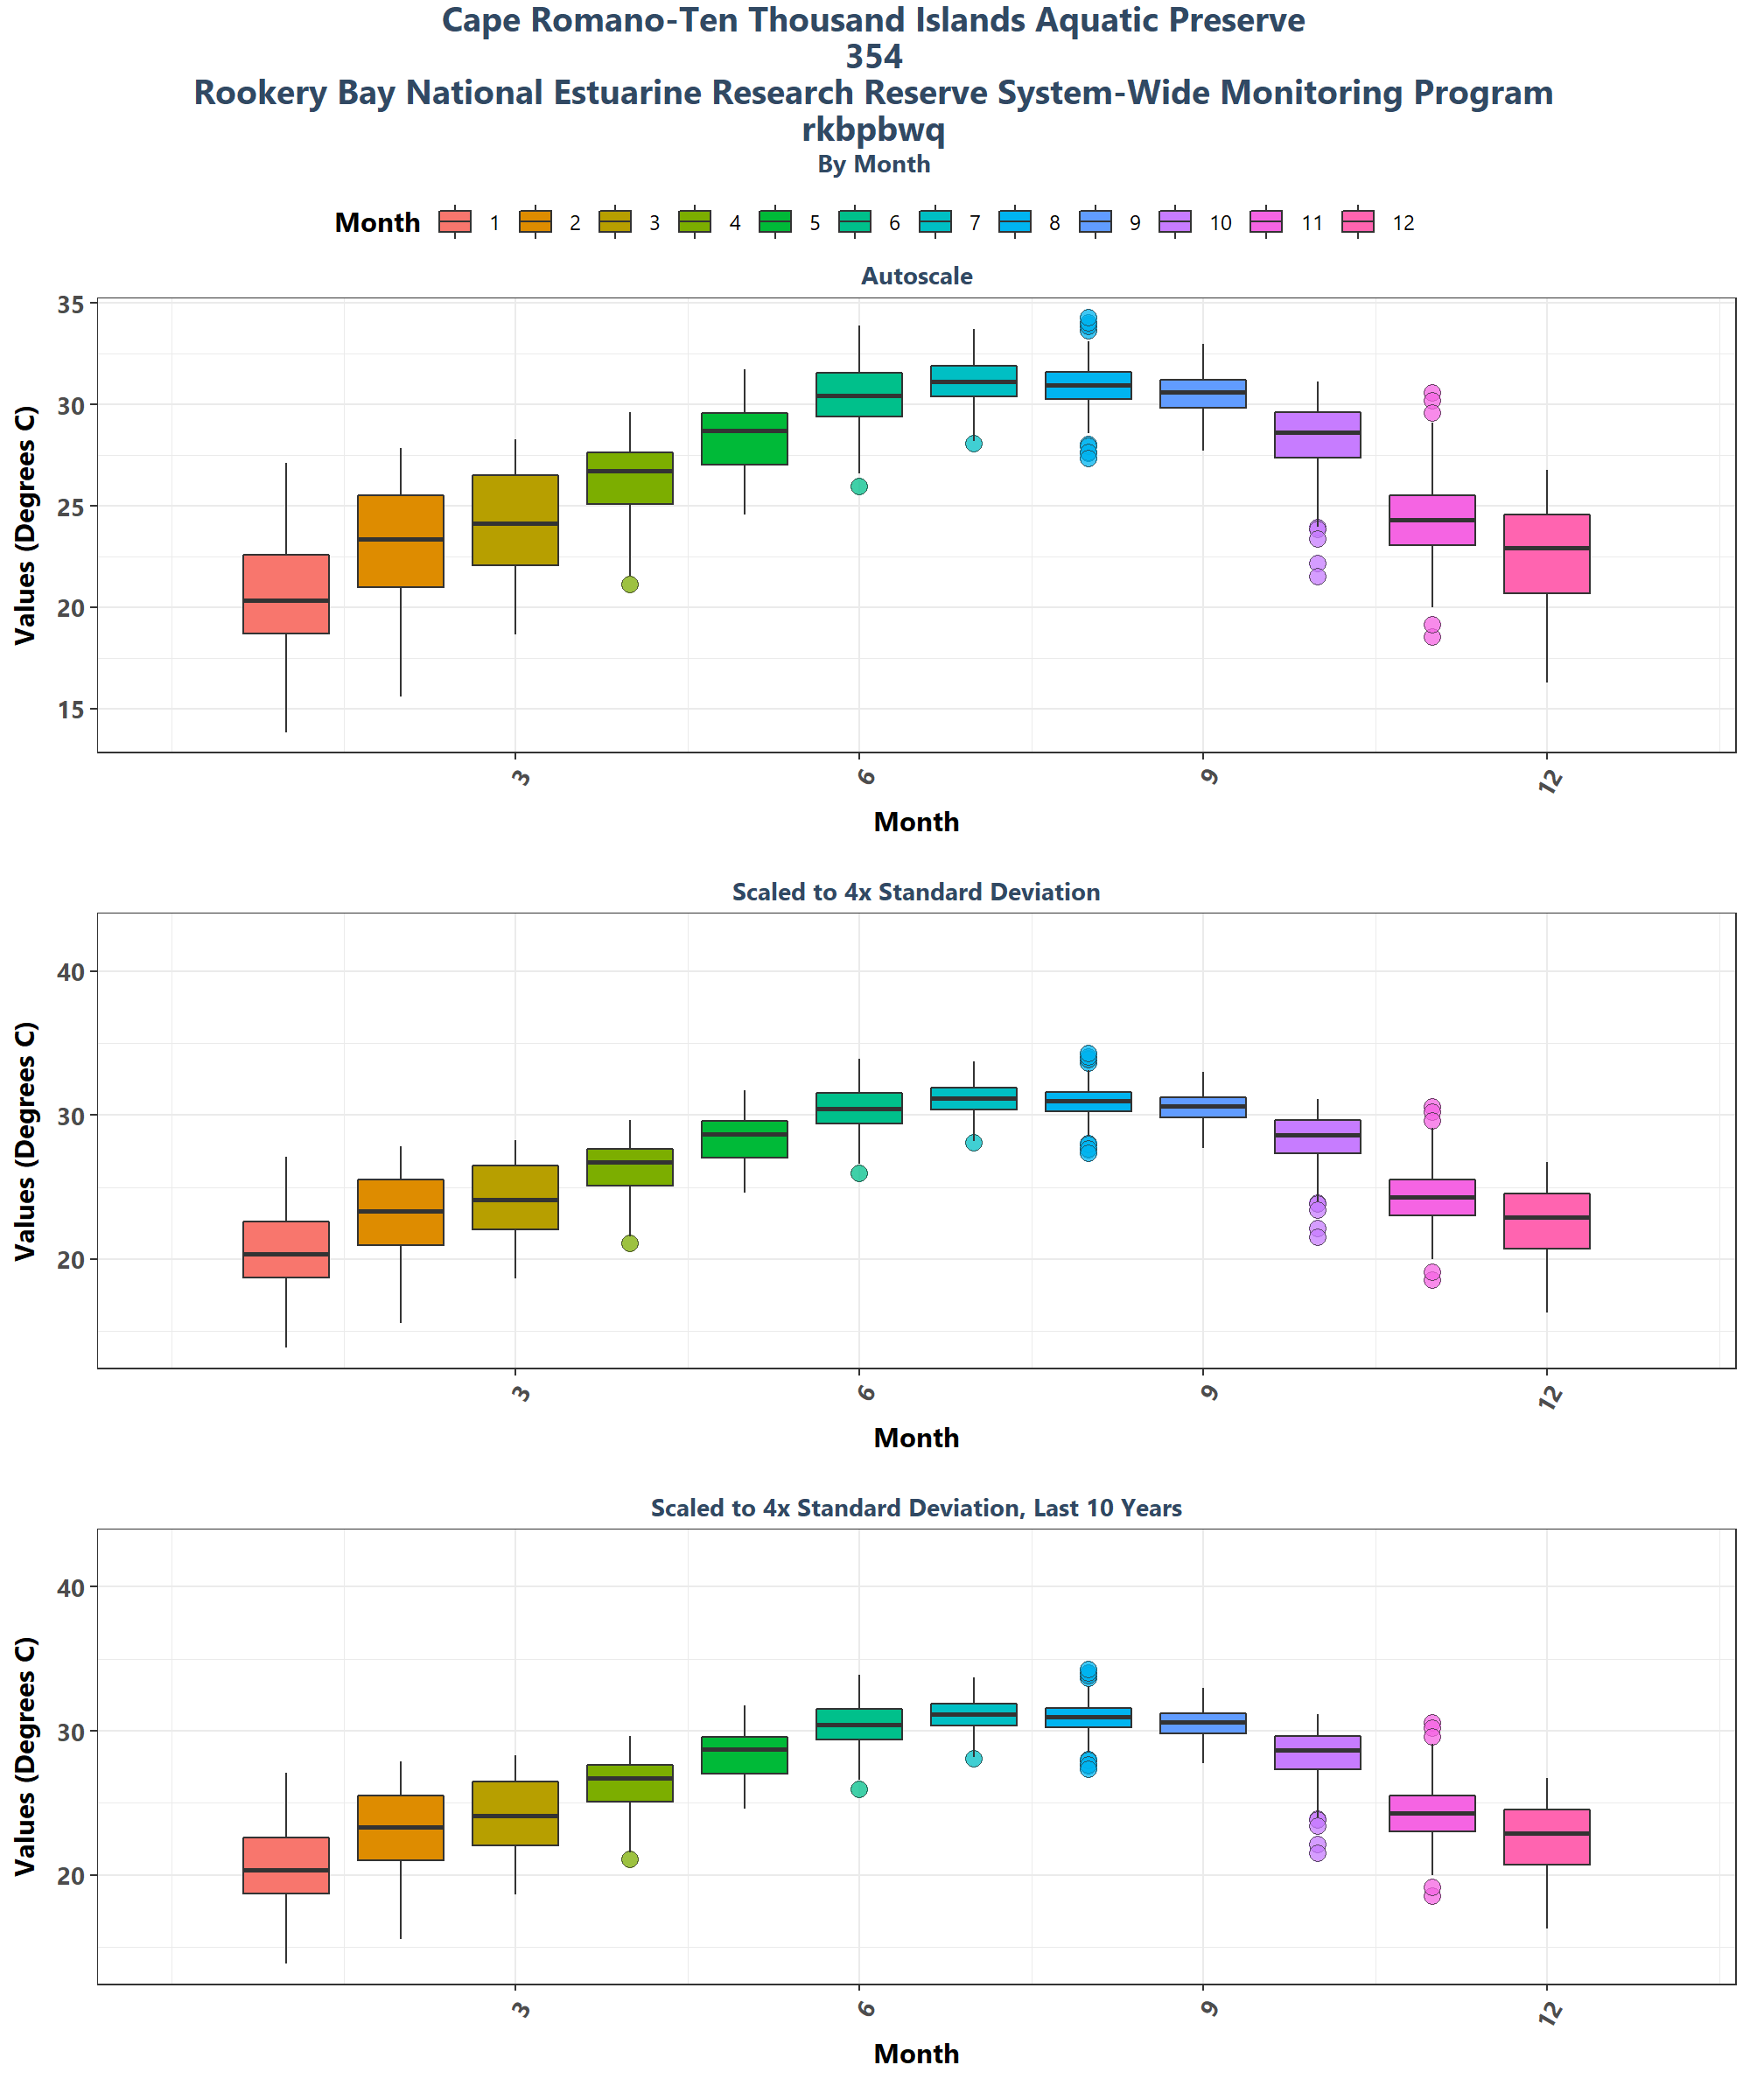 Cape Romano-Ten Thousand Islands Aquatic Preserve
354
Rookery Bay National Estuarine Research Reserve System-Wide Monitoring Program
rkbpbwq
By Month
Month 1 2 3 4 5 6 7 8 9 10 11 12
Autoscale
Values (Degrees C)
35
30
25
20
15
3 6 9 12
Month
Scaled to 4x Standard Deviation
Values (Degrees C)
40
30
20
3 6 9 12
Month
Scaled to 4x Standard Deviation, Last 10 Years
Values (Degrees C)
40
30
20
3 6 9 12
Month